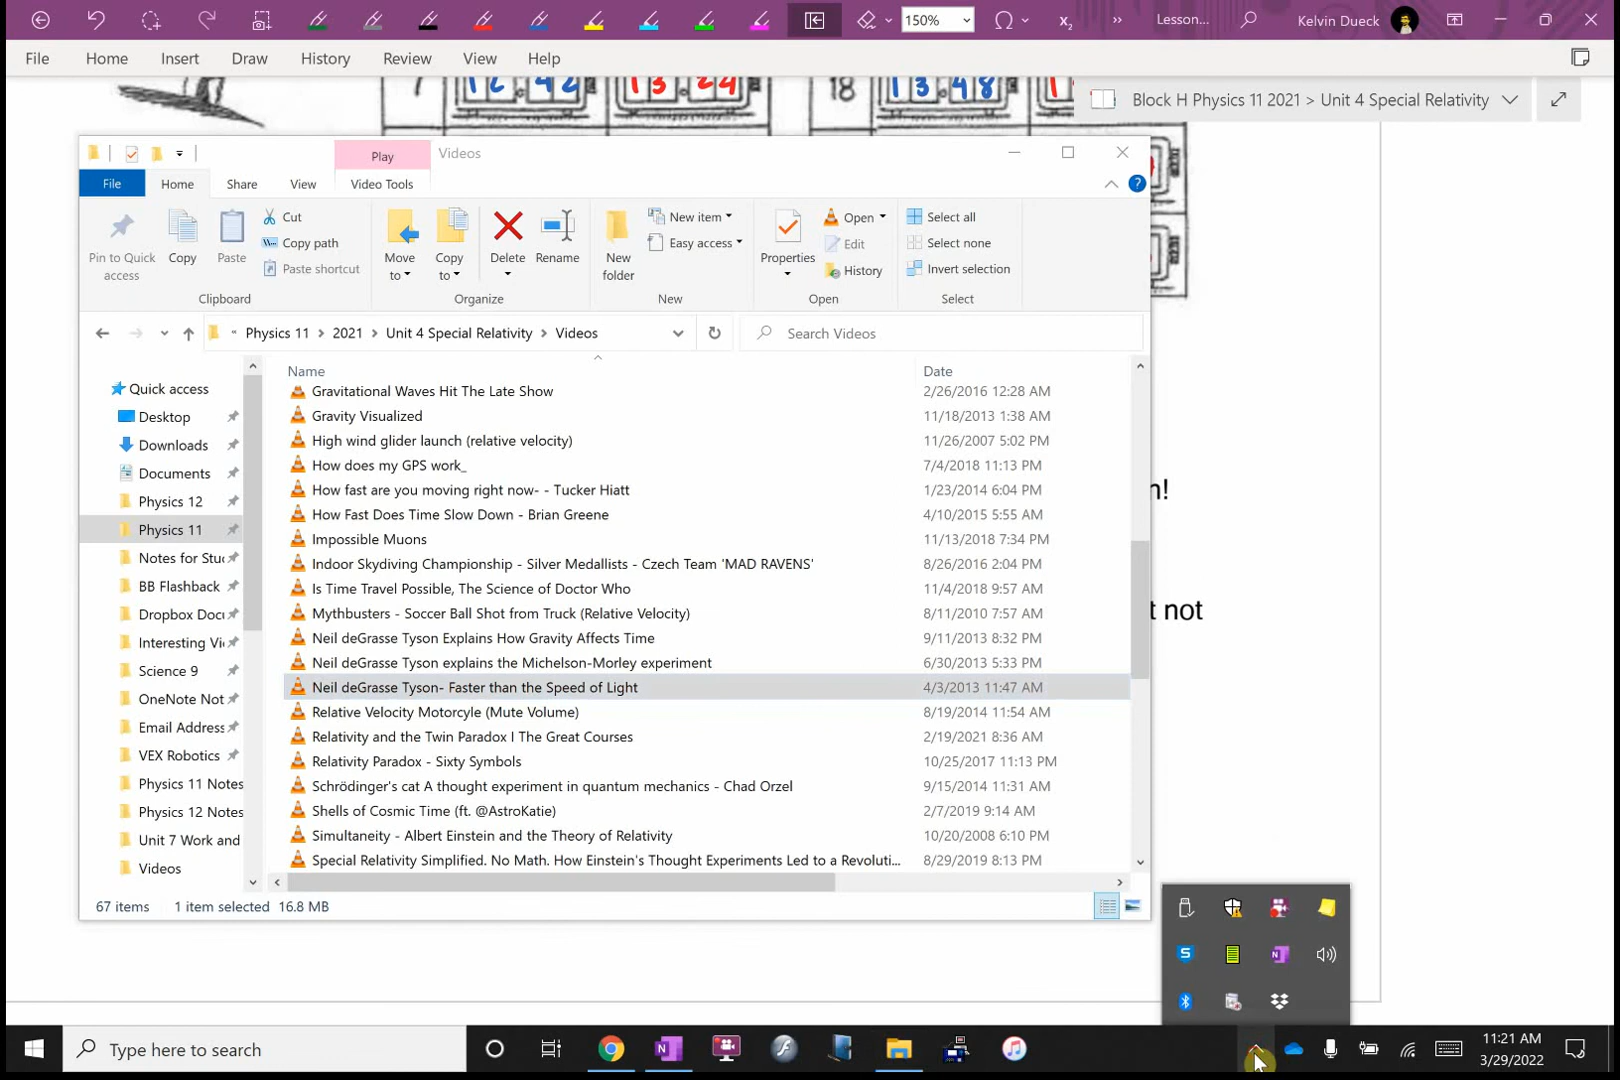 150%
x₂
»
Lesson...
Kelvin Dueck
File
Home
Insert
Draw
History
Review
View
Help
7
12.42
13.24
18
13.48
Block H Physics 11 2021 > Unit 4 Special Relativity
Play
Videos
File
Home
Share
View
Video Tools
Pin to Quick access
Copy
Paste
Cut
Copy path
Paste shortcut
Clipboard
Move to
Copy to
Delete
Rename
Organize
New folder
New item
Easy access
New
Properties
Open
Edit
History
Open
Select all
Select none
Invert selection
Select
« Physics 11 > 2021 > Unit 4 Special Relativity > Videos
Search Videos
Quick access
Desktop
Downloads
Documents
Physics 12
Physics 11
Notes for Stu
BB Flashback
Dropbox Docu
Interesting Vi
Science 9
OneNote Not
Email Address
VEX Robotics
Physics 11 Notes
Physics 12 Notes
Unit 7 Work and
Videos
Name Date
Gravitational Waves Hit The Late Show 2/26/2016 12:28 AM
Gravity Visualized 11/18/2013 1:38 AM
High wind glider launch (relative velocity) 11/26/2007 5:02 PM
How does my GPS work_ 7/4/2018 11:13 PM
How fast are you moving right now- - Tucker Hiatt 1/23/2014 6:04 PM
How Fast Does Time Slow Down - Brian Greene 4/10/2015 5:55 AM
Impossible Muons 11/13/2018 7:34 PM
Indoor Skydiving Championship - Silver Medallists - Czech Team 'MAD RAVENS' 8/26/2016 2:04 PM
Is Time Travel Possible, The Science of Doctor Who 11/4/2018 9:57 AM
Mythbusters - Soccer Ball Shot from Truck (Relative Velocity) 8/11/2010 7:57 AM
Neil deGrasse Tyson Explains How Gravity Affects Time 9/11/2013 8:32 PM
Neil deGrasse Tyson explains the Michelson-Morley experiment 6/30/2013 5:33 PM
Neil deGrasse Tyson- Faster than the Speed of Light 4/3/2013 11:47 AM
Relative Velocity Motorcyle (Mute Volume) 8/19/2014 11:54 AM
Relativity and the Twin Paradox I The Great Courses 2/19/2021 8:36 AM
Relativity Paradox - Sixty Symbols 10/25/2017 11:13 PM
Schrödinger's cat A thought experiment in quantum mechanics - Chad Orzel 9/15/2014 11:31 AM
Shells of Cosmic Time (ft. @AstroKatie) 2/7/2019 9:14 AM
Simultaneity - Albert Einstein and the Theory of Relativity 10/20/2008 6:10 PM
Special Relativity Simplified. No Math. How Einstein's Thought Experiments Led to a Revoluti... 8/29/2019 8:13 PM
n!
t not
67 items 1 item selected 16.8 MB
Type here to search
11:21 AM
3/29/2022